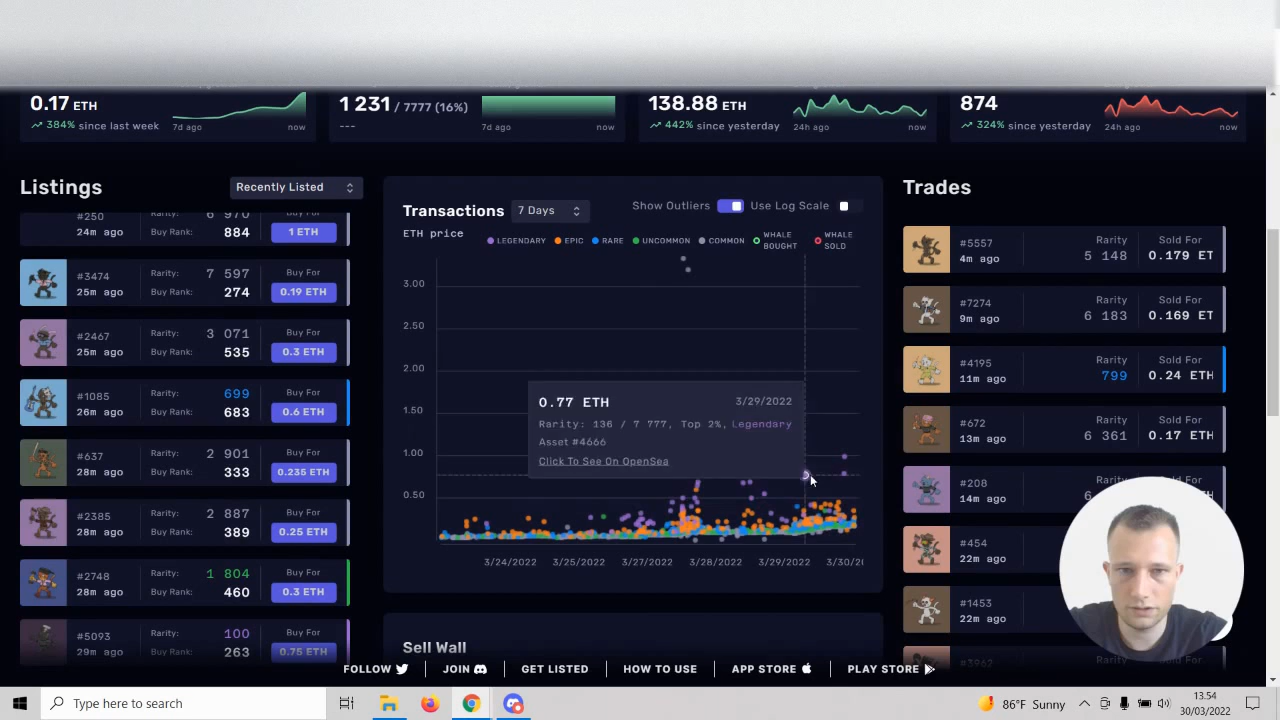 0.17 ETH
384% since last week
7d ago
now
1 231 / 7777 (16%)
---
7d ago
now
138.88 ETH
442% since yesterday
24h ago
now
874
324% since yesterday
24h ago
now
Listings
Recently Listed
#250
24m ago
6 970
Buy Rank: 884
1 ETH
#3474
25m ago
Rarity: 7 597
Buy Rank: 274
Buy For
0.19 ETH
#2467
25m ago
Rarity: 3 071
Buy Rank: 535
Buy For
0.3 ETH
#1085
26m ago
Rarity: 699
Buy Rank: 683
Buy For
0.6 ETH
#637
28m ago
Rarity: 2 901
Buy Rank: 333
Buy For
0.235 ETH
#2385
28m ago
Rarity: 2 887
Buy Rank: 389
Buy For
0.25 ETH
#2748
28m ago
Rarity: 1 804
Buy Rank: 460
Buy For
0.3 ETH
#5093
29m ago
Rarity: 100
Buy Rank: 263
Buy For
0.75 ETH
Transactions
7 Days
Show Outliers
Use Log Scale
ETH price
LEGENDARY
EPIC
RARE
UNCOMMON
COMMON
WHALE BOUGHT
WHALE SOLD
3.00
2.50
2.00
1.50
1.00
0.50
0.77 ETH
3/29/2022
Rarity: 136 / 7 777, Top 2%, Legendary
Asset #4666
Click To See On OpenSea
3/24/2022
3/25/2022
3/27/2022
3/28/2022
3/29/2022
Sell Wall
Trades
#5557
4m ago
Rarity
5 148
Sold For
0.179 ET
#7274
9m ago
Rarity
6 183
Sold For
0.169 ET
#4195
11m ago
Rarity
799
Sold For
0.24 ETH
#672
13m ago
Rarity
6 361
Sold For
0.17 ETH
#208
14m ago
Rarity
Sold For
#454
22m ago
#1453
22m ago
#3962
FOLLOW
JOIN
GET LISTED
HOW TO USE
APP STORE
PLAY STORE
Type here to search
86°F Sunny
13.54
30/03/2022